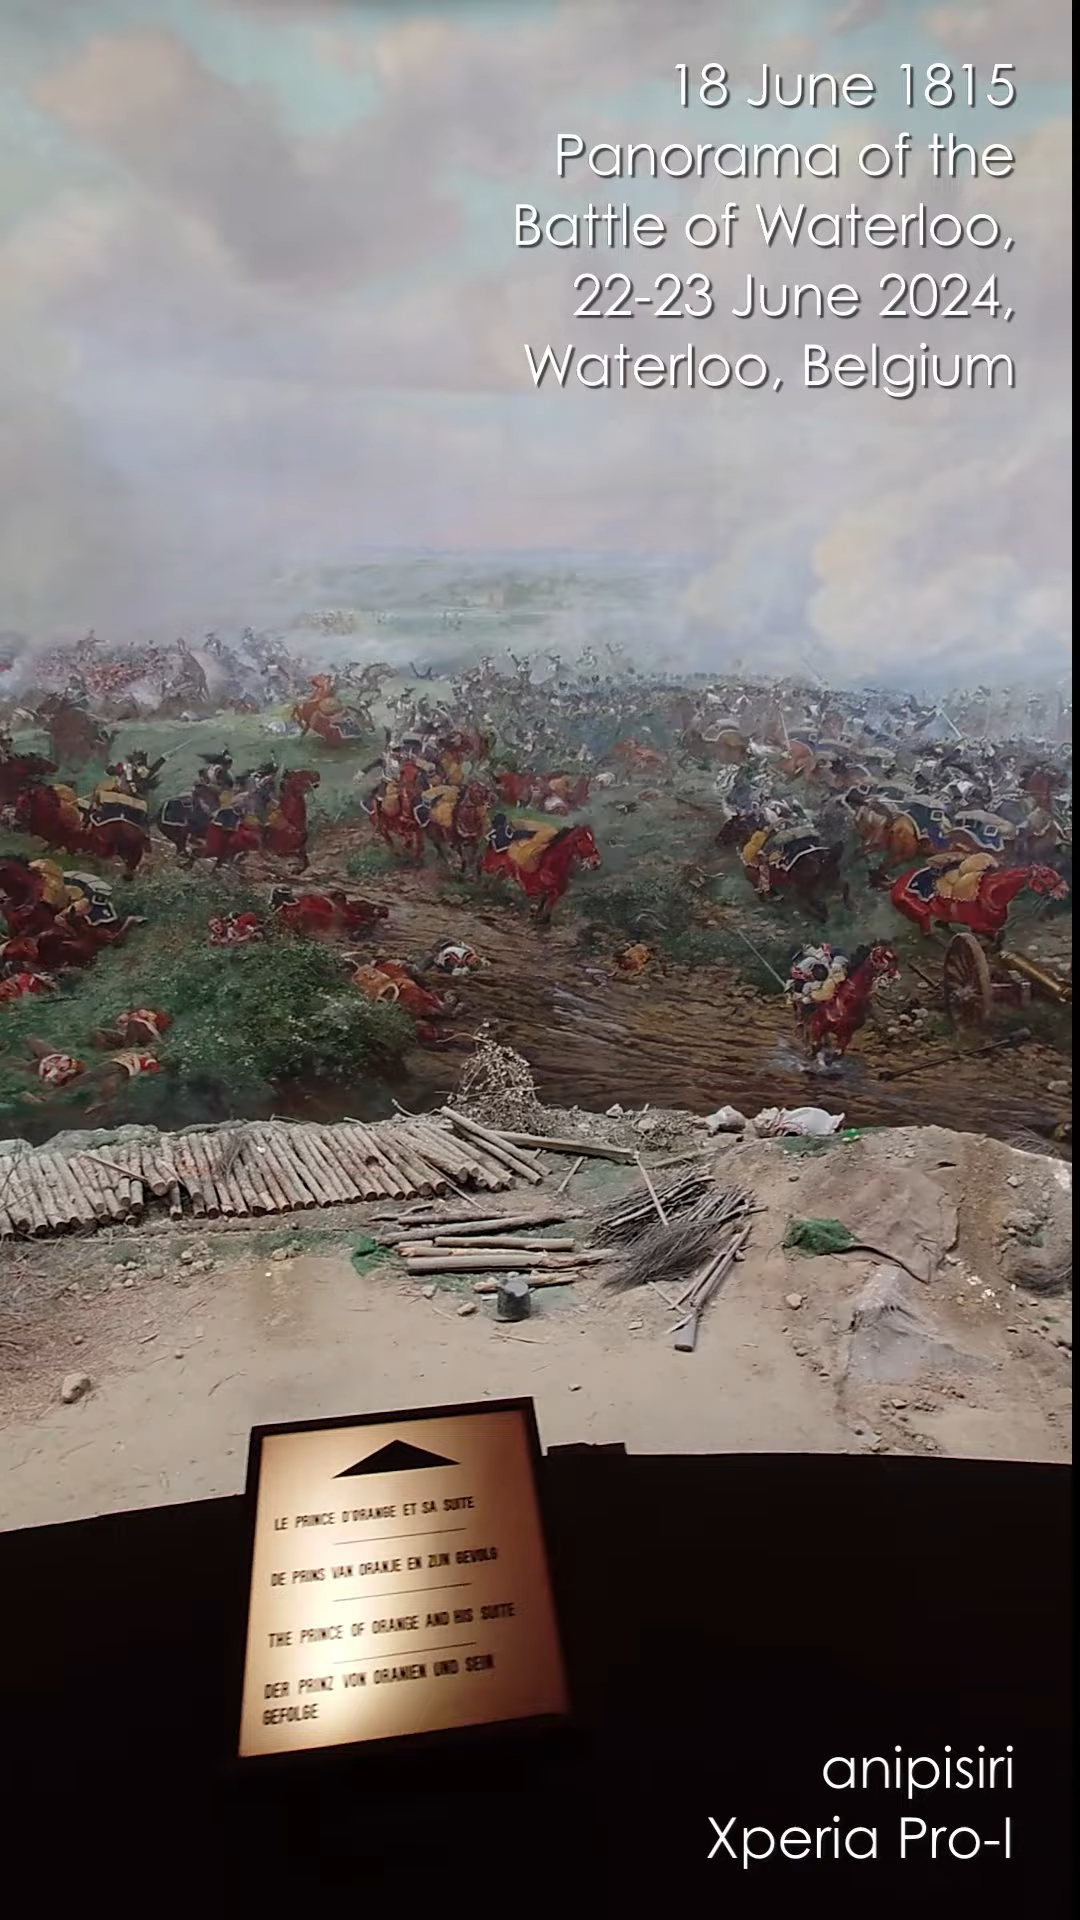 18 June 1815
Panorama of the
Battle of Waterloo,
22-23 June 2024,
Waterloo, Belgium
LE PRINCE D'ORANGE ET SA SUITE
DE PRINS VAN ORANJE EN ZIJN GEVOLG
THE PRINCE OF ORANGE AND HIS SUITE
DER PRINZ VON ORANIEN UND SEIN
GEFOLGE
anipisiri
Xperia Pro-I